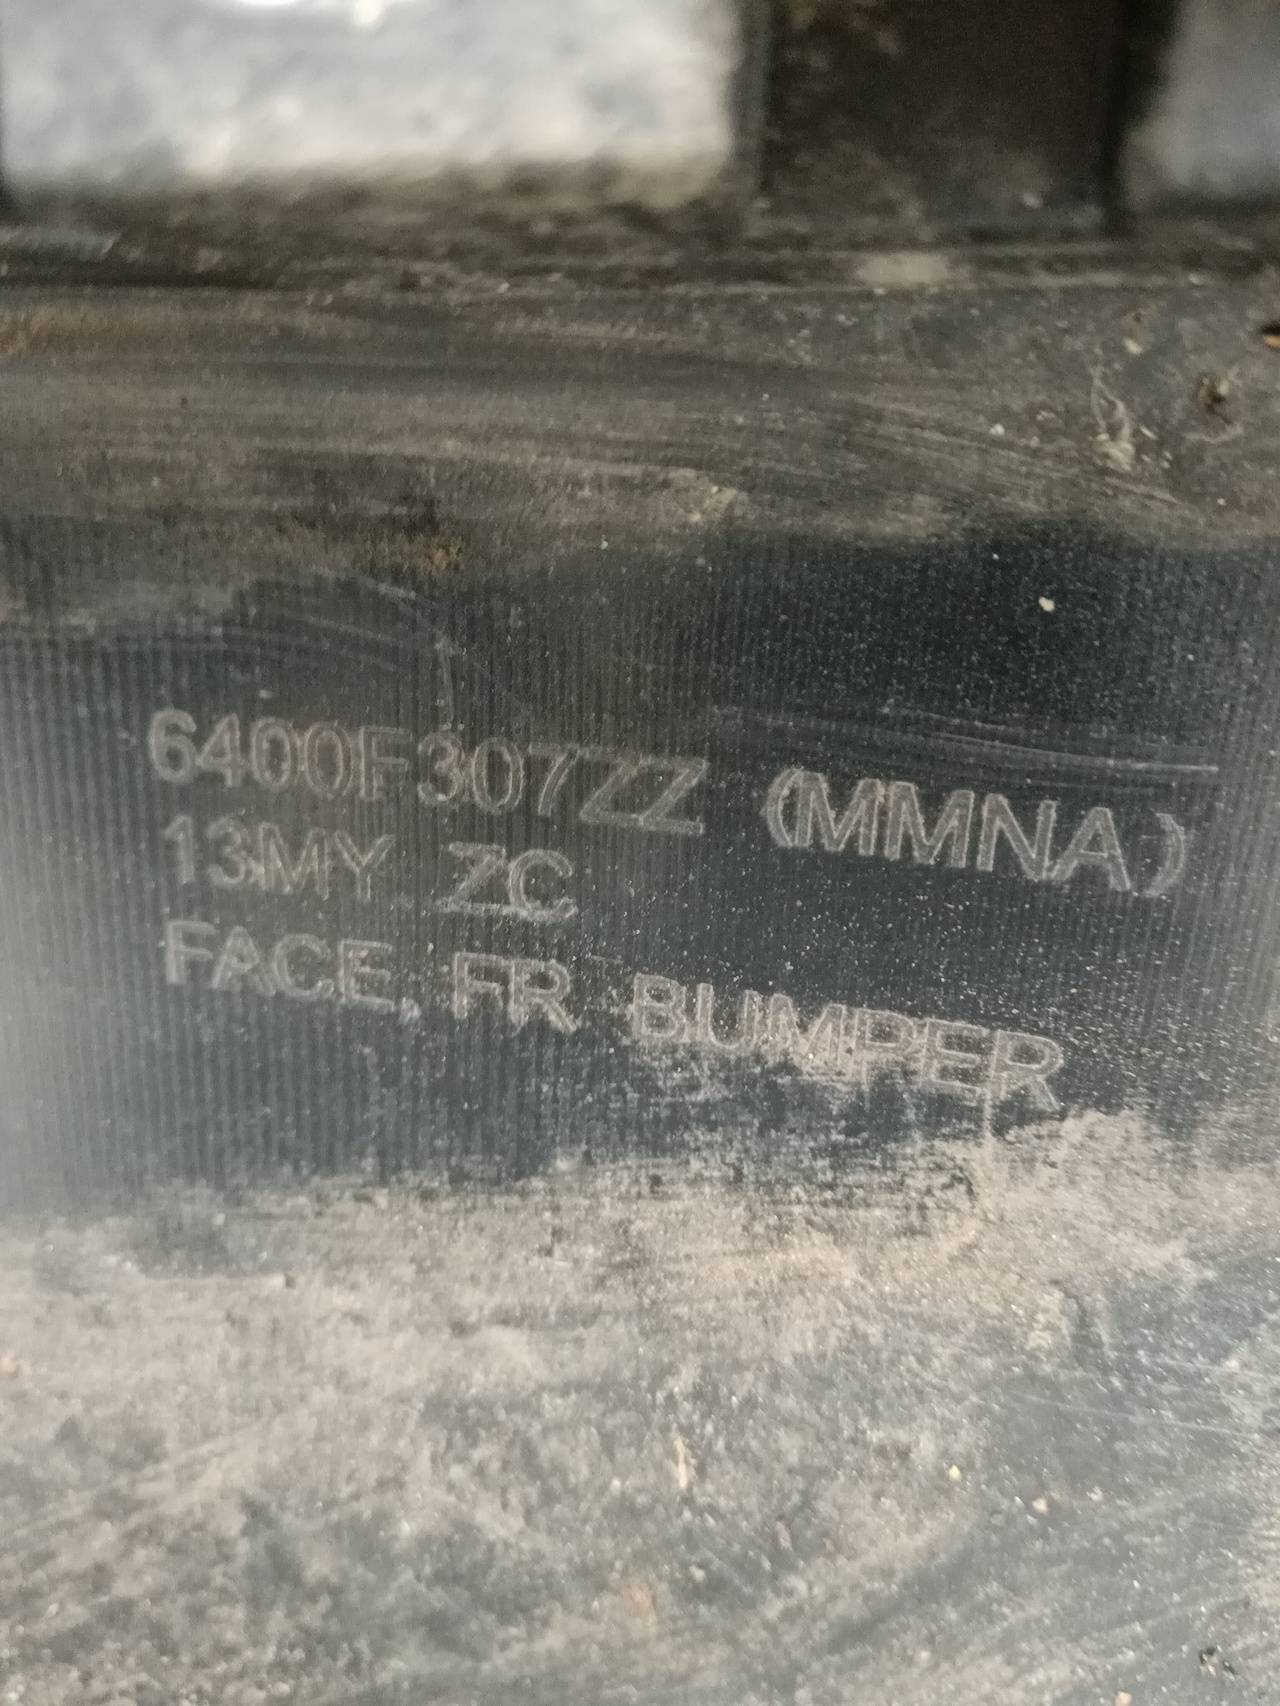 6400F307ZZ (MMNA)
13MY ZC
FACE, FR BUMPER